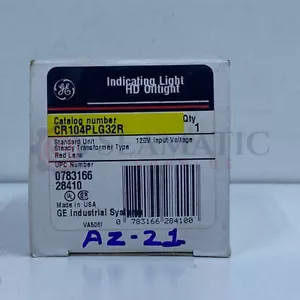 Indicating Light
HD Oiltight
Catalog number
Qty
CR104PLG32R
1
Standard Unit
120V Input Voltage
Steady Transformer Type
Red Lens
UPC Number
0783166
28410
Made in USA
GE Industrial Systems
0 783166 284100
AZ-21